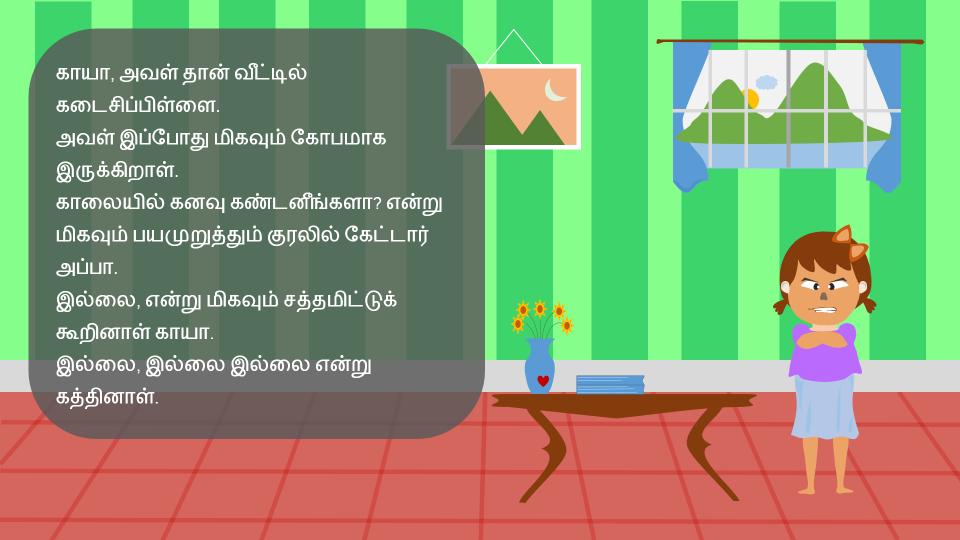 காயா, அவள் தான் வீட்டில்
கடைசிப்பிள்ளை.
அவள் இப்போது மிகவும் கோபமாக
இருக்கிறாள்.
காலையில் கனவு கண்டனீங்களா? என்று
மிகவும் பயமுறுத்தும் குரலில் கேட்டார்
அப்பா.
இல்லை, என்று மிகவும் சத்தமிட்டுக்
கூறினாள் காயா.
இல்லை, இல்லை இல்லை என்று
கத்தினாள்.